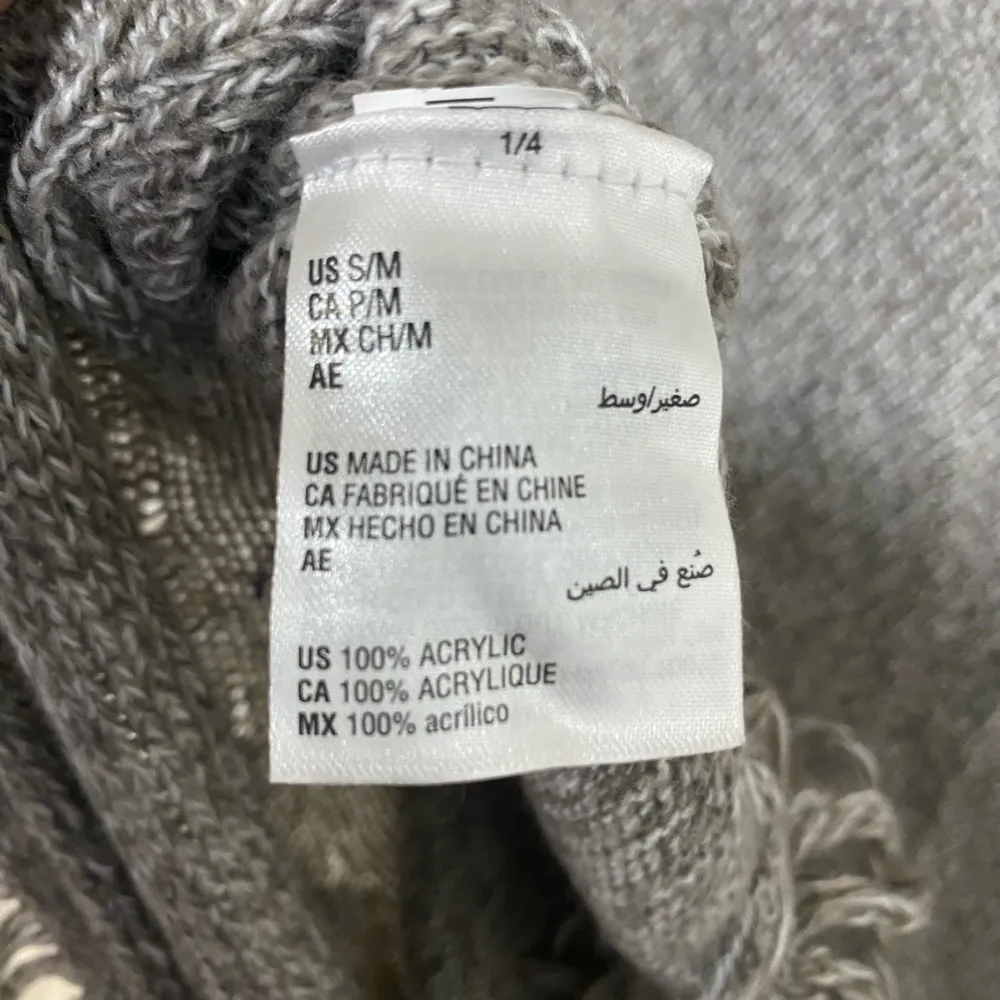 1/4
US S/M
CA P/M
MX CH/M
AE
صغير/وسط
US MADE IN CHINA
CA FABRIQUÉ EN CHINE
MX HECHO EN CHINA
AE
صُنع في الصين
US 100% ACRYLIC
CA 100% ACRYLIQUE
MX 100% acrílico